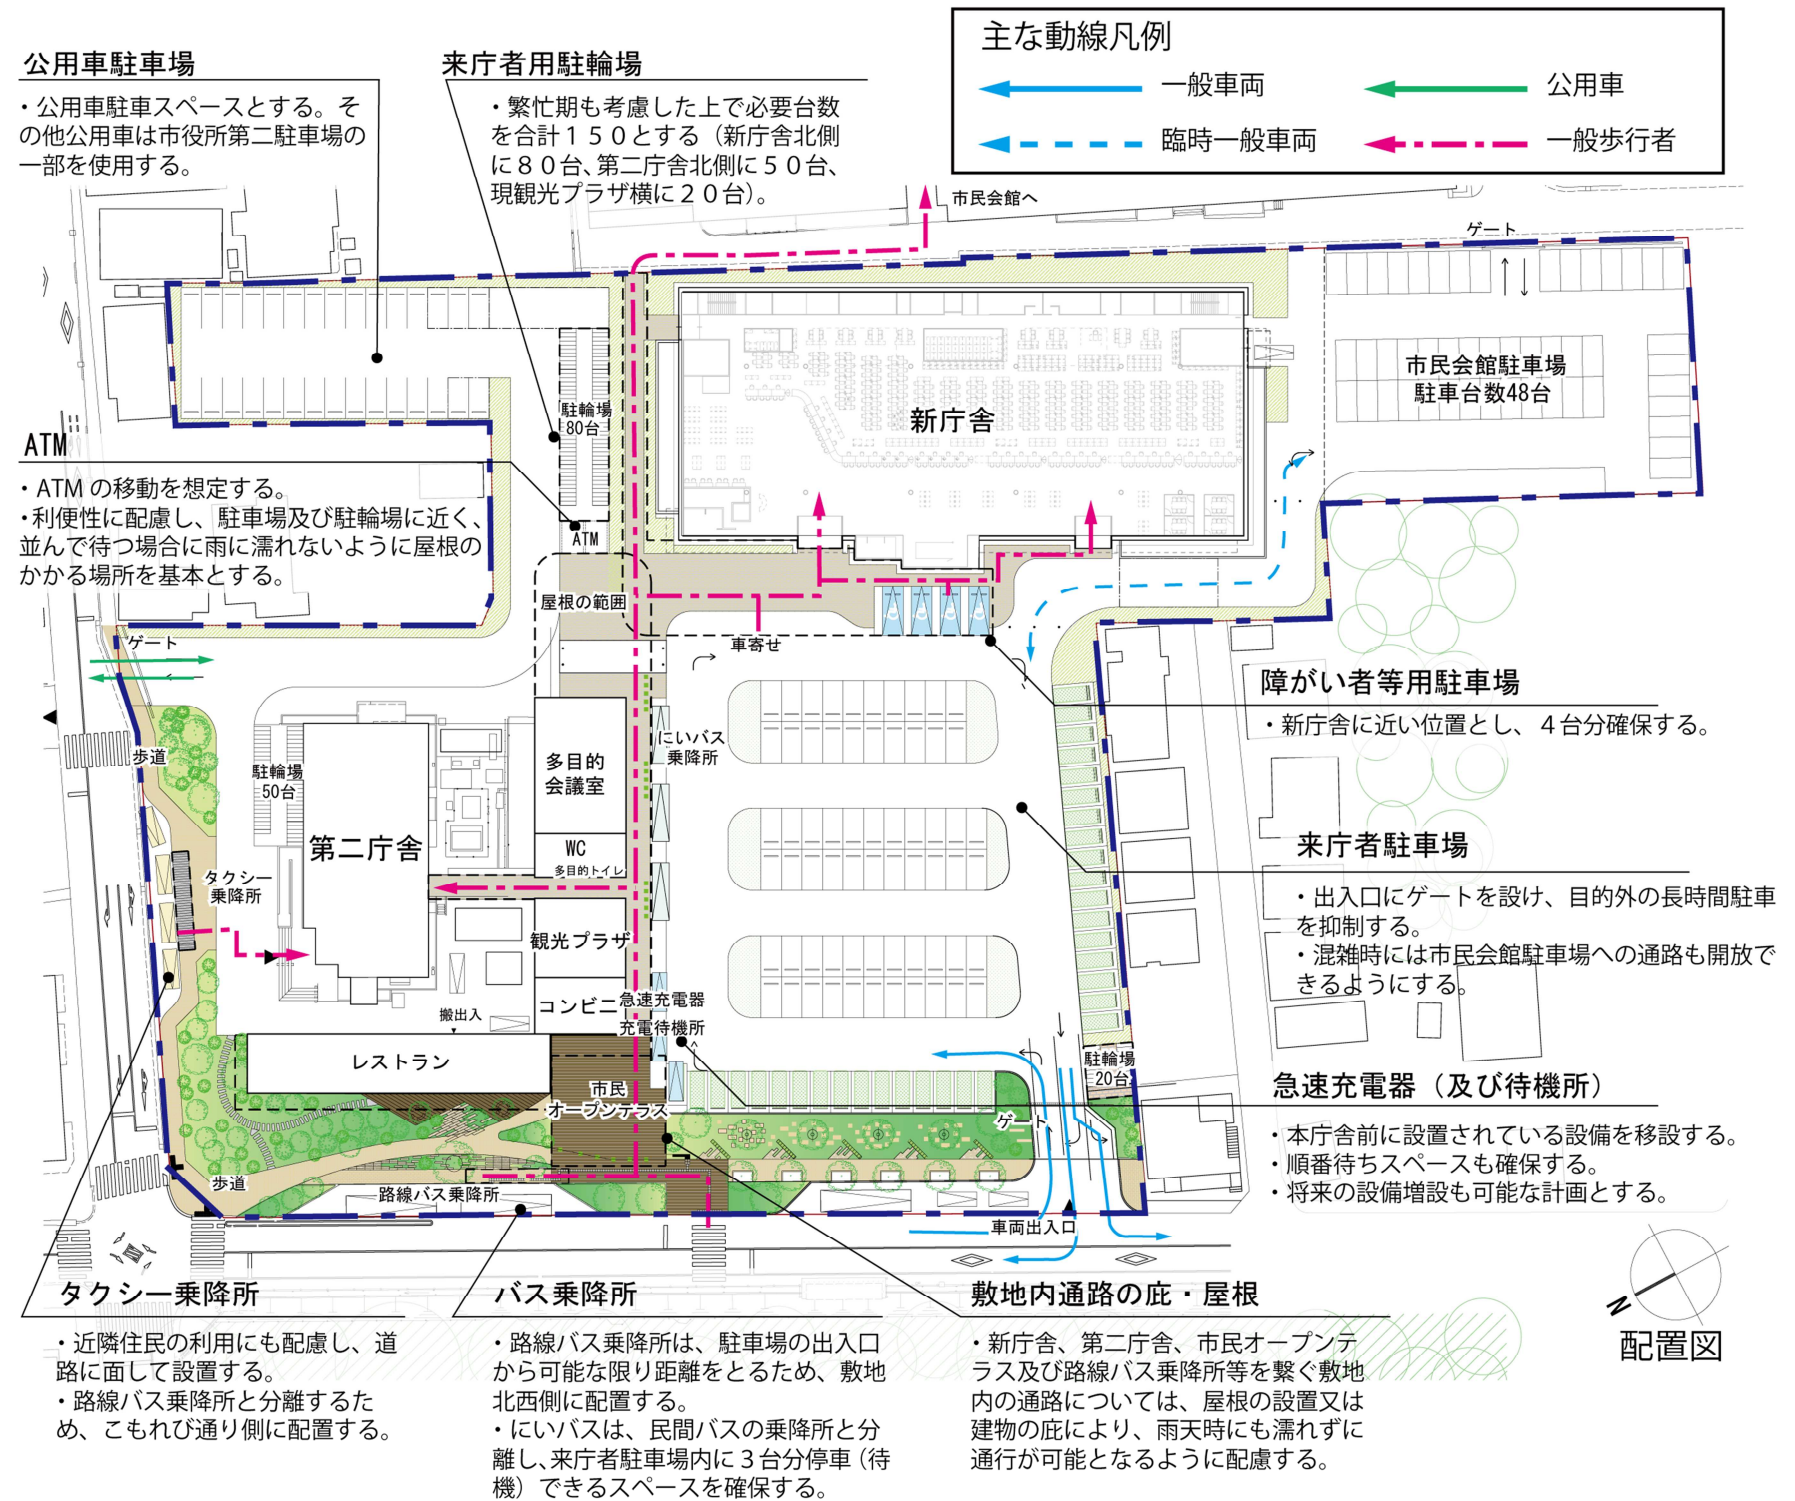 主な動線凡例
一般車両
公用車
臨時一般車両
一般歩行者
公用車駐車場
・公用車駐車スペースとする。そ
の他公用車は市役所第二駐車場の
一部を使用する。
来庁者用駐輪場
・繁忙期も考慮した上で必要台数
を合計１５０とする（新庁舎北側
に８０台、第二庁舎北側に５０台、
現観光プラザ横に２０台）。
市民会館へ
ゲート
市民会館駐車場
駐車台数48台
新庁舎
駐輪場
80台
ATM
・ATM の移動を想定する。
・利便性に配慮し、駐車場及び駐輪場に近く、
並んで待つ場合に雨に濡れないように屋根の
かかる場所を基本とする。
ATM
屋根の範囲
車寄せ
ゲート
障がい者等用駐車場
・新庁舎に近い位置とし、４台分確保する。
歩道
駐輪場
50台
第二庁舎
多目的
会議室
にいバス
乗降所
WC
多目的トイレ
タクシー
乗降所
観光プラザ
コンビニ
急速充電器
充電待機所
搬出入
レストラン
市民
オープンテラス
来庁者駐車場
・出入口にゲートを設け、目的外の長時間駐車
を抑制する。
・混雑時には市民会館駐車場への通路も開放で
きるようにする。
駐輪場
20台
ゲート
急速充電器（及び待機所）
・本庁舎前に設置されている設備を移設する。
・順番待ちスペースも確保する。
・将来の設備増設も可能な計画とする。
歩道
路線バス乗降所
車両出入口
タクシー乗降所
・近隣住民の利用にも配慮し、道
路に面して設置する。
・路線バス乗降所と分離するた
め、こもれび通り側に配置する。
バス乗降所
・路線バス乗降所は、駐車場の出入口
から可能な限り距離をとるため、敷地
北西側に配置する。
・にいバスは、民間バスの乗降所と分
離し、来庁者駐車場内に３台分停車（待
機）できるスペースを確保する。
敷地内通路の庇・屋根
・新庁舎、第二庁舎、市民オープンテ
ラス及び路線バス乗降所等を繋ぐ敷地
内の通路については、屋根の設置又は
建物の庇により、雨天時にも濡れずに
通行が可能となるように配慮する。
N
配置図